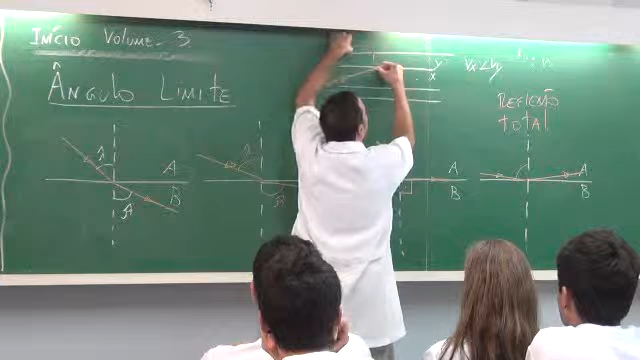 Início Volume 3
Ângulo Limite
y
x
Reflexão
total
A
B
A
B
A
B